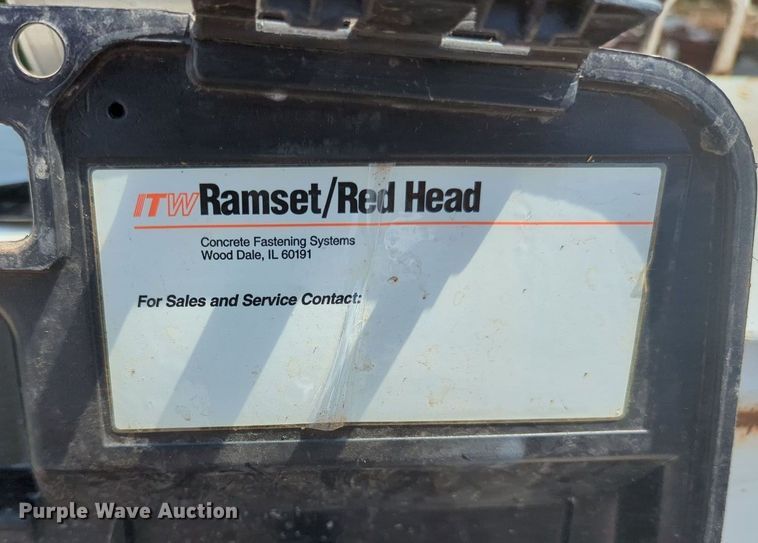 ITW Ramset/Red Head
Concrete Fastening Systems
Wood Dale, IL 60191
For Sales and Service Contact:
Purple Wave Auction